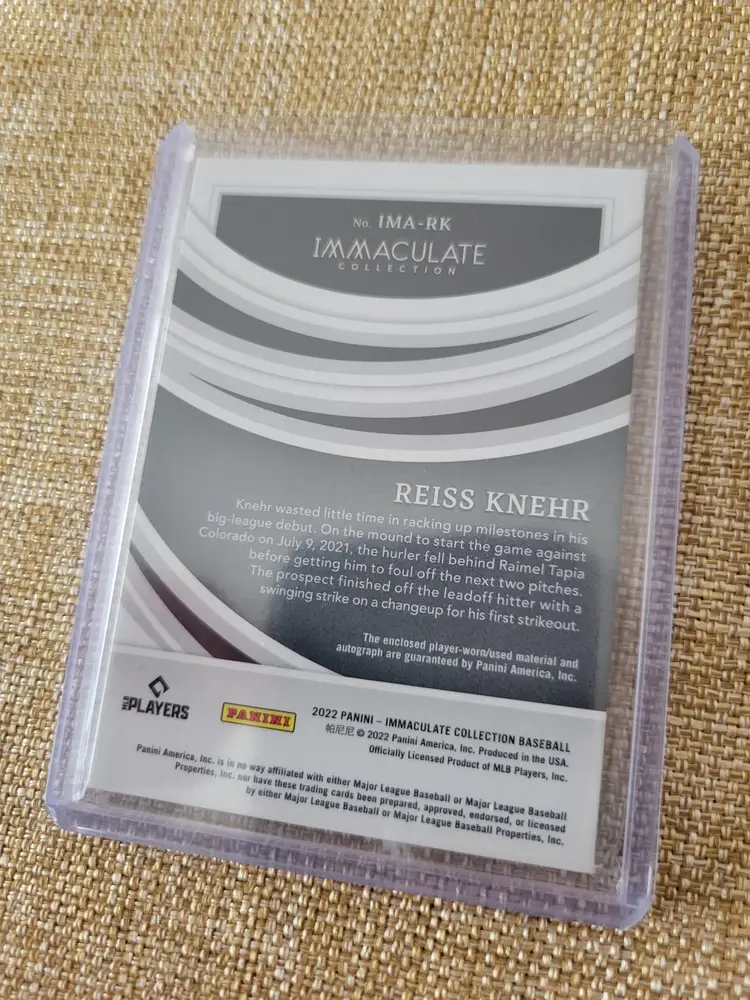 No. IMA-RK
IMMACULATE
COLLECTION
REISS KNEHR
Knehr wasted little time in racking up milestones in his
big-league debut. On the mound to start the game against
Colorado on July 9, 2021, the hurler fell behind Raimel Tapia
before getting him to foul off the next two pitches.
The prospect finished off the leadoff hitter with a
swinging strike on a changeup for his first strikeout.
The enclosed player-worn/used material and
autograph are guaranteed by Panini America, Inc.
MLB PLAYERS
PANINI
2022 PANINI – IMMACULATE COLLECTION BASEBALL
帕尼尼 © 2022 Panini America, Inc. Produced in the USA.
Officially Licensed Product of MLB Players, Inc.
Panini America, Inc. is in no way affiliated with either Major League Baseball or Major League Baseball
Properties, Inc. nor have these trading cards been prepared, approved, endorsed, or licensed
by either Major League Baseball or Major League Baseball Properties, Inc.